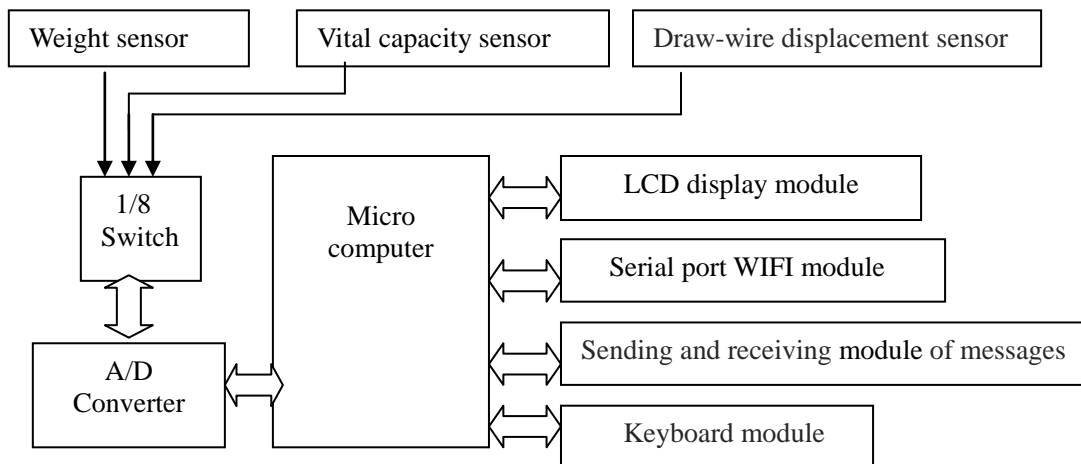 Weight sensor
Vital capacity sensor
Draw-wire displacement sensor
1/8
Switch
Micro
computer
LCD display module
Serial port WIFI module
Sending and receiving module of messages
A/D
Converter
Keyboard module